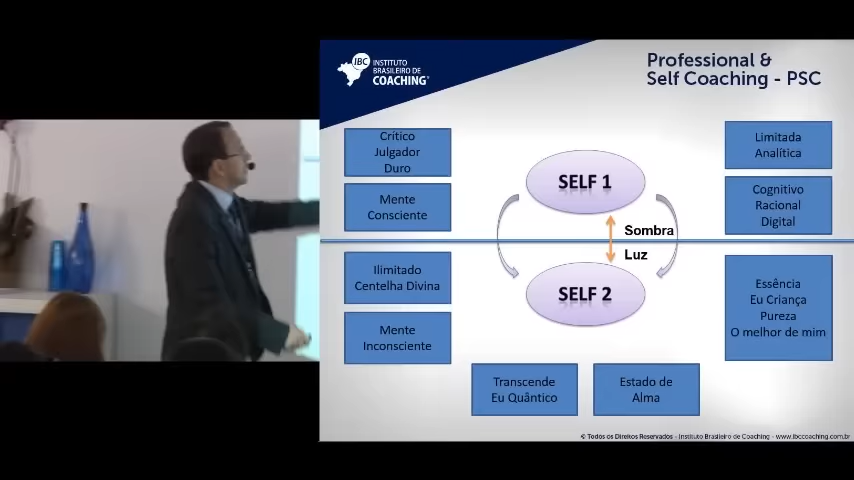 IBC
INSTITUTO
BRASILEIRO DE
COACHING
Professional &
Self Coaching - PSC
Crítico
Julgador
Duro
Mente
Consciente
SELF 1
Limitada
Analítica
Cognitivo
Racional
Digital
Sombra
Luz
Ilimitado
Centelha Divina
Mente
Inconsciente
SELF 2
Essência
Eu Criança
Pureza
O melhor de mim
Transcende
Eu Quântico
Estado de
Alma
© Todos os Direitos Reservados - Instituto Brasileiro de Coaching - www.ibccoaching.com.br